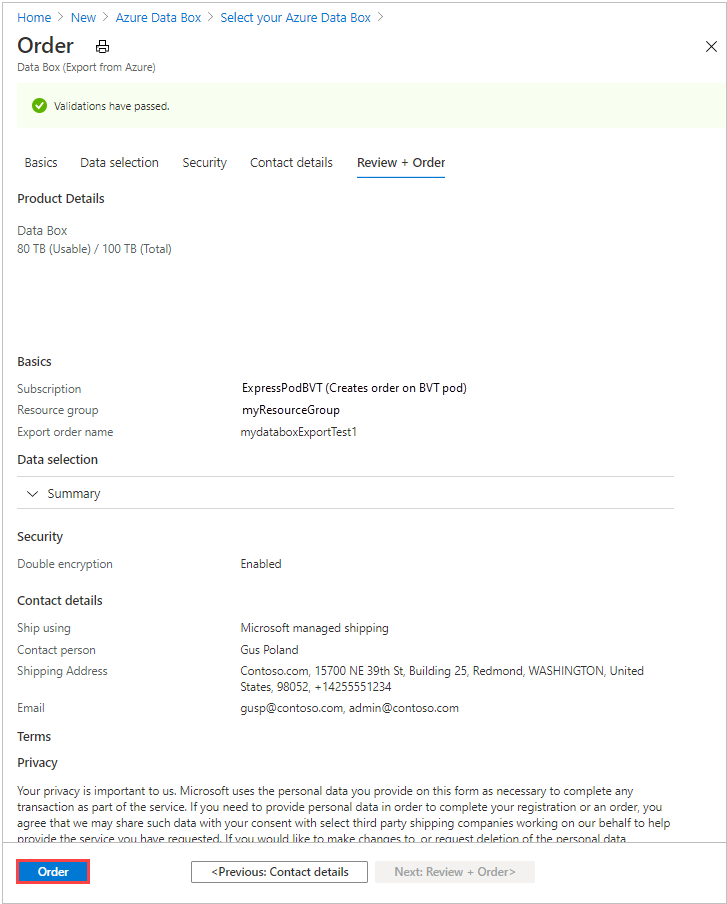 Home > New > Azure Data Box > Select your Azure Data Box >
Order
Data Box (Export from Azure)
Validations have passed.
Basics Data selection Security Contact details Review + Order
Product Details
Data Box
80 TB (Usable) / 100 TB (Total)
Basics
Subscription ExpressPodBVT (Creates order on BVT pod)
Resource group myResourceGroup
Export order name mydataboxExportTest1
Data selection
Summary
Security
Double encryption Enabled
Contact details
Ship using Microsoft managed shipping
Contact person Gus Poland
Shipping Address Contoso.com, 15700 NE 39th St, Building 25, Redmond, WASHINGTON, United
States, 98052, +14255551234
Email gusp@contoso.com, admin@contoso.com
Terms
Privacy
Your privacy is important to us. Microsoft uses the personal data you provide on this form as necessary to complete any
transaction as part of the service. If you need to provide personal data in order to complete your registration or an order, you
agree that we may share such data with your consent with select third party shipping companies working on our behalf to help
provide the service you have requested. If you would like to make changes to, or request deletion of the personal data
Order <Previous: Contact details Next: Review + Order>